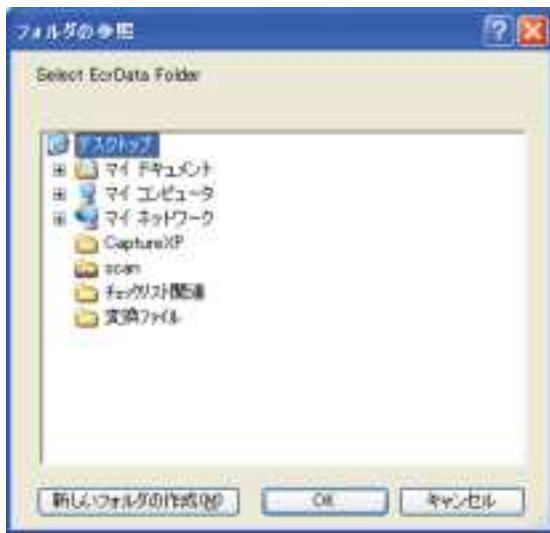 フォルダの参照
Select EcrData Folder
デスクトップ
マイ ドキュメント
マイ コンピュータ
マイ ネットワーク
CaptureXP
scan
チェックリスト関連
変換ファイル
新しいフォルダの作成(M) OK キャンセル